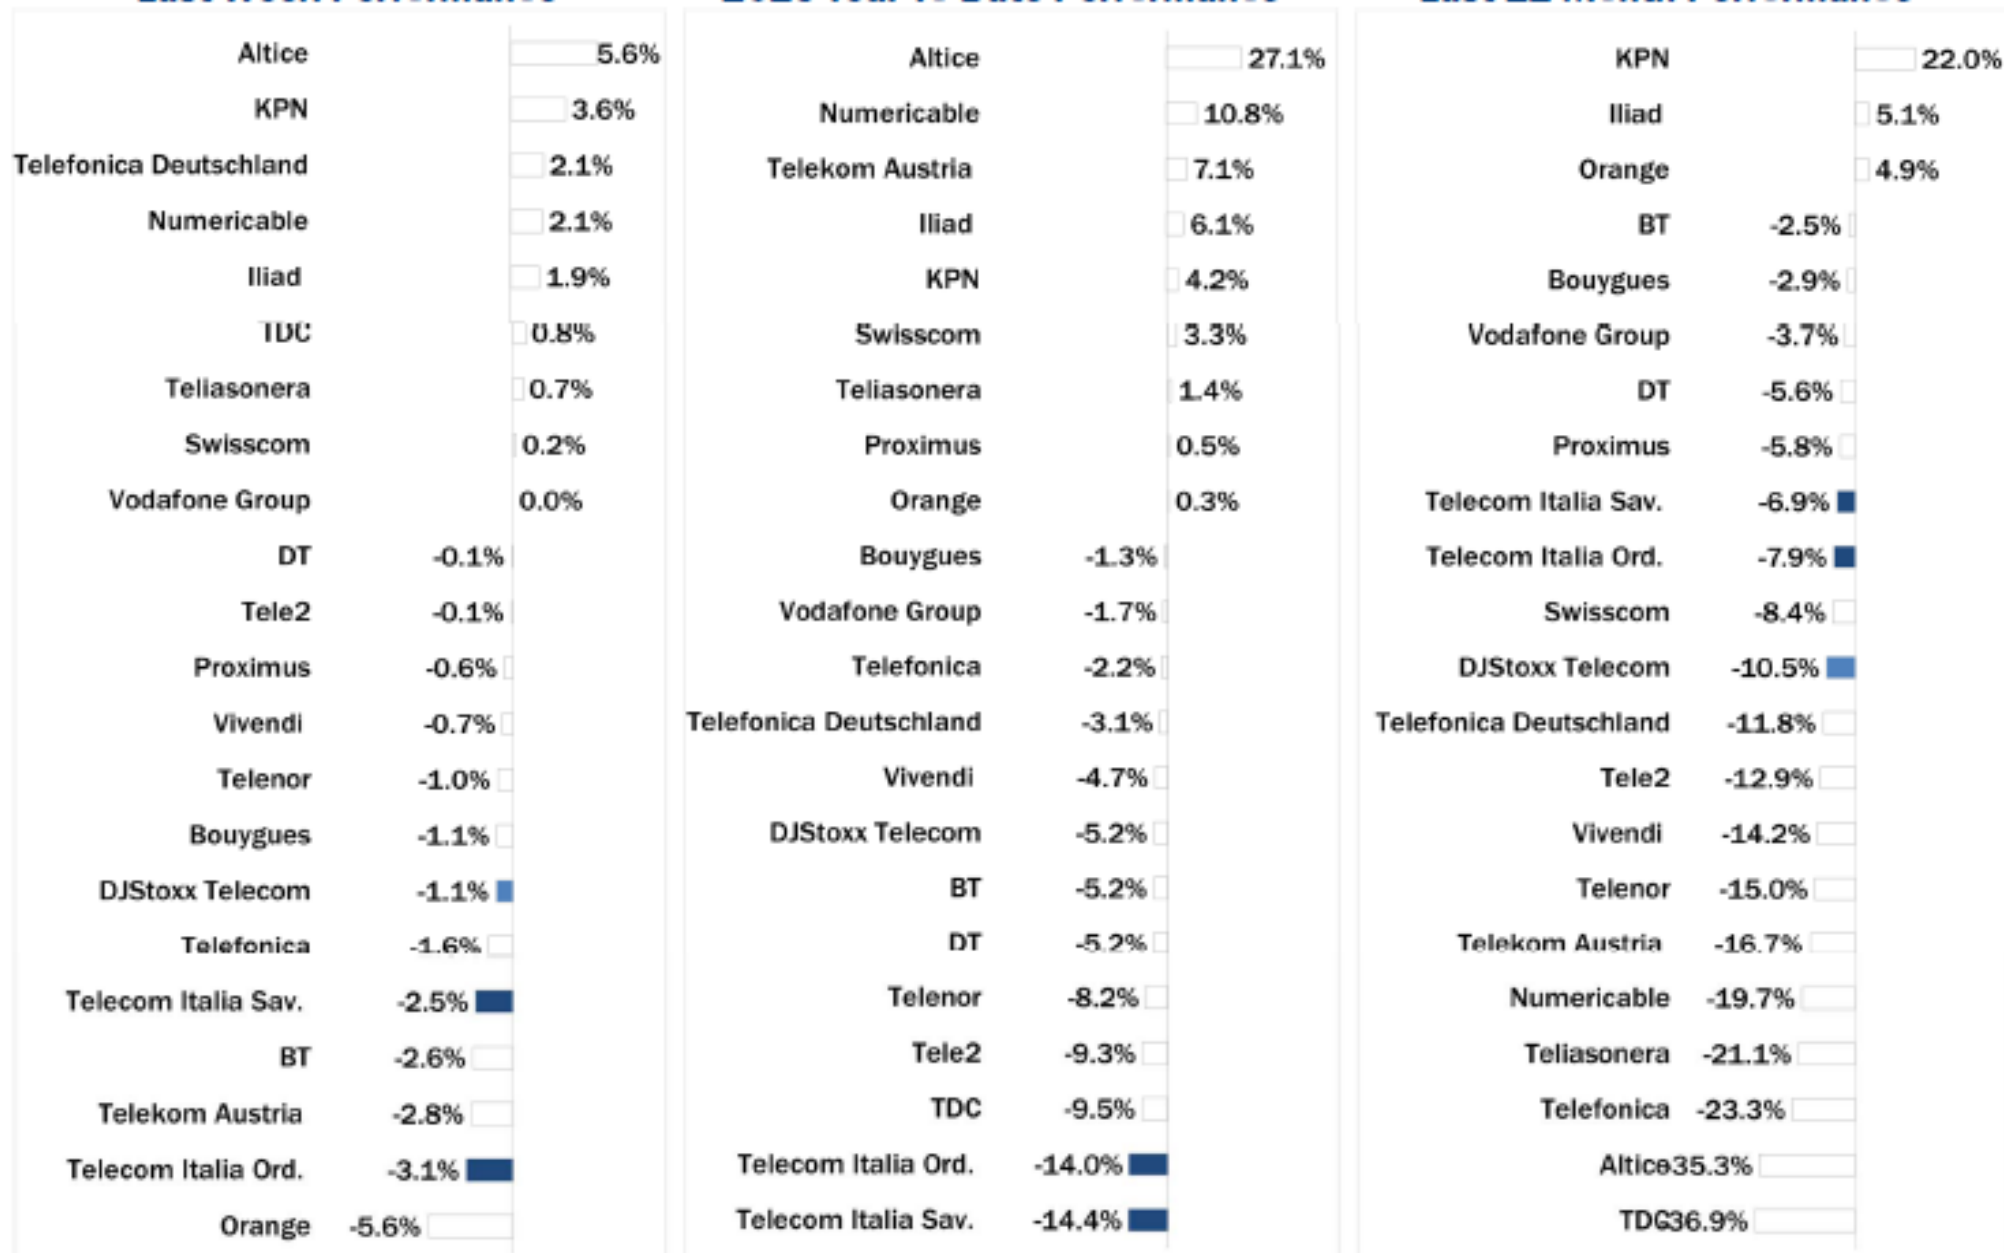 Altice 5.6%
KPN 3.6%
Telefonica Deutschland 2.1%
Numericable 2.1%
Iliad 1.9%
TDC 0.8%
Teliasonera 0.7%
Swisscom 0.2%
Vodafone Group 0.0%
DT -0.1%
Tele2 -0.1%
Proximus -0.6%
Vivendi -0.7%
Telenor -1.0%
Bouygues -1.1%
DJStoxx Telecom -1.1%
Telefonica -1.6%
Telecom Italia Sav. -2.5%
BT -2.6%
Telekom Austria -2.8%
Telecom Italia Ord. -3.1%
Orange -5.6%
Altice 27.1%
Numericable 10.8%
Telekom Austria 7.1%
Iliad 6.1%
KPN 4.2%
Swisscom 3.3%
Teliasonera 1.4%
Proximus 0.5%
Orange 0.3%
Bouygues -1.3%
Vodafone Group -1.7%
Telefonica -2.2%
Telefonica Deutschland -3.1%
Vivendi -4.7%
DJStoxx Telecom -5.2%
BT -5.2%
DT -5.2%
Telenor -8.2%
Tele2 -9.3%
TDC -9.5%
Telecom Italia Ord. -14.0%
Telecom Italia Sav. -14.4%
KPN 22.0%
Iliad 5.1%
Orange 4.9%
BT -2.5%
Bouygues -2.9%
Vodafone Group -3.7%
DT -5.6%
Proximus -5.8%
Telecom Italia Sav. -6.9%
Telecom Italia Ord. -7.9%
Swisscom -8.4%
DJStoxx Telecom -10.5%
Telefonica Deutschland -11.8%
Tele2 -12.9%
Vivendi -14.2%
Telenor -15.0%
Telekom Austria -16.7%
Numericable -19.7%
Teliasonera -21.1%
Telefonica -23.3%
Altice -35.3%
TDC -36.9%